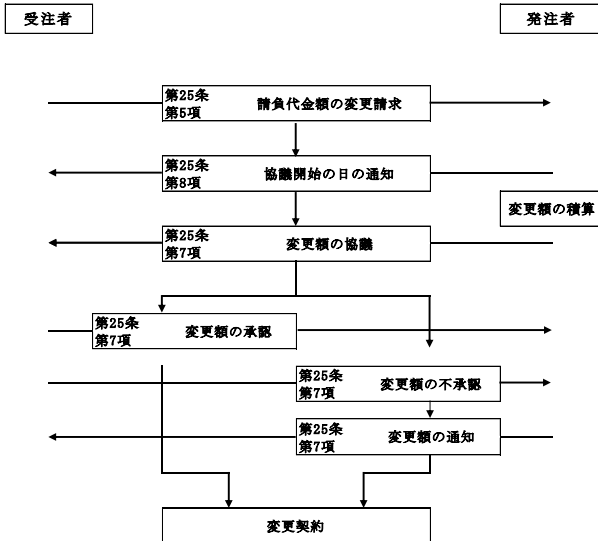 受注者
発注者
第25条
第5項
請負代金額の変更請求
第25条
第8項
協議開始の日の通知
変更額の積算
第25条
第7項
変更額の協議
第25条
第7項
変更額の承認
第25条
第7項
変更額の不承認
第25条
第7項
変更額の通知
変更契約